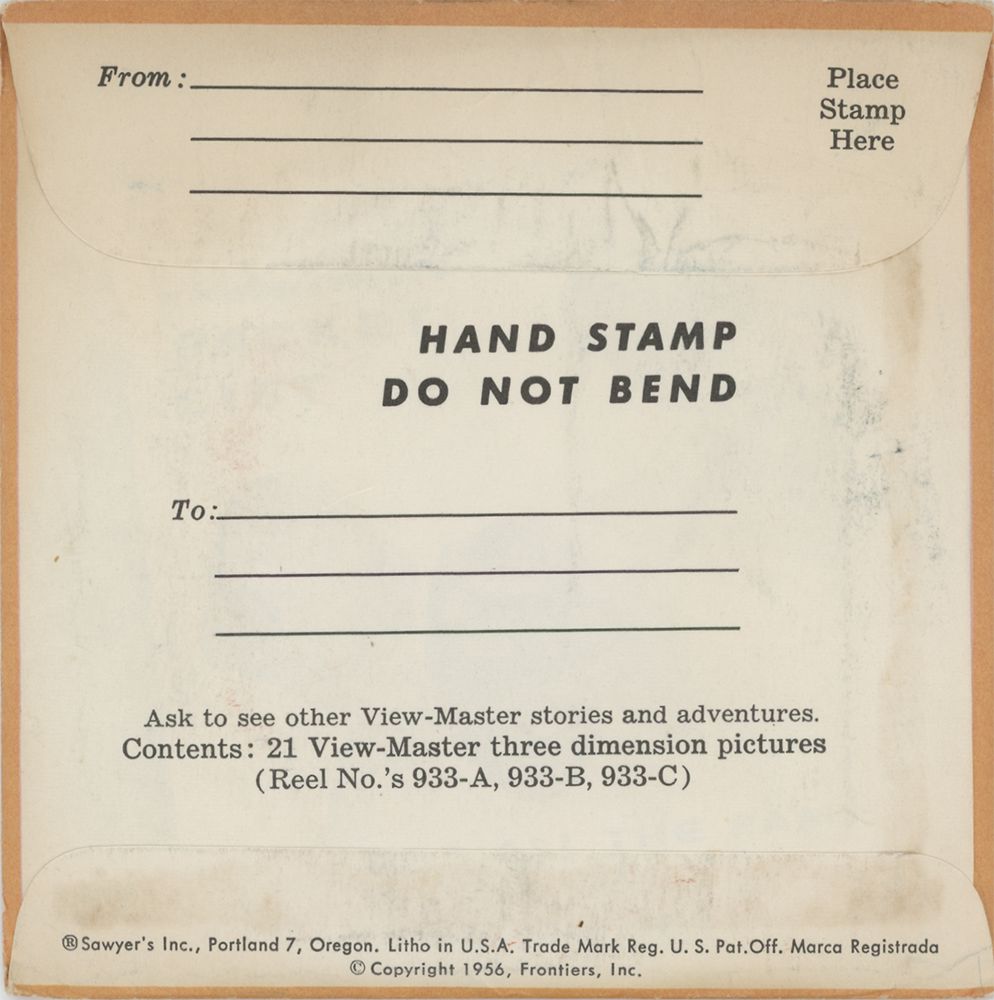 From:
Place
Stamp
Here
HAND STAMP
DO NOT BEND
To:
Ask to see other View-Master stories and adventures.
Contents: 21 View-Master three dimension pictures
(Reel No.'s 933-A, 933-B, 933-C)
®Sawyer's Inc., Portland 7, Oregon. Litho in U.S.A. Trade Mark Reg. U. S. Pat.Off. Marca Registrada
© Copyright 1956, Frontiers, Inc.